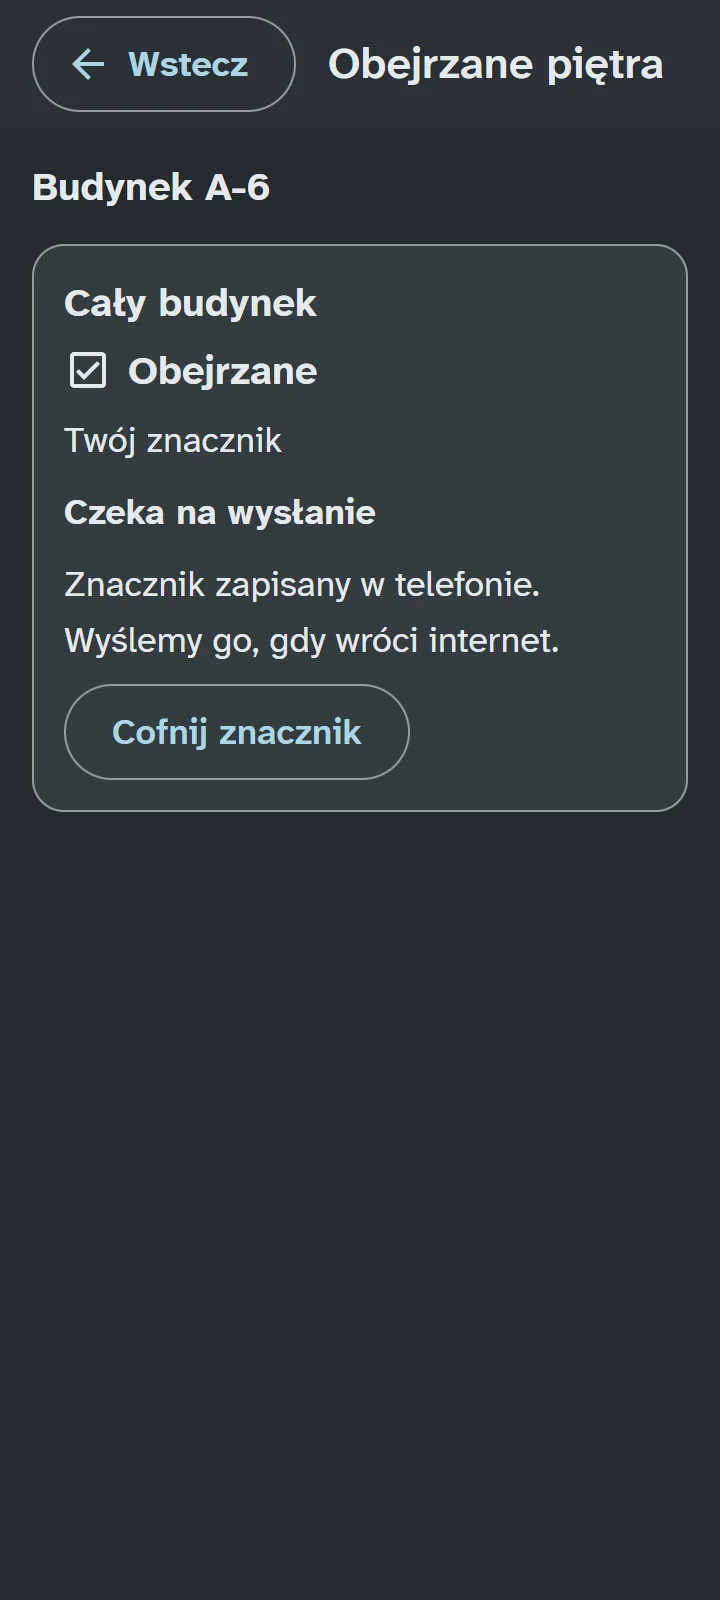 Wstecz
Obejrzane piętra
Budynek A-6
Cały budynek
Obejrzane
Twój znacznik
Czeka na wysłanie
Znacznik zapisany w telefonie.
Wyślemy go, gdy wróci internet.
Cofnij znacznik